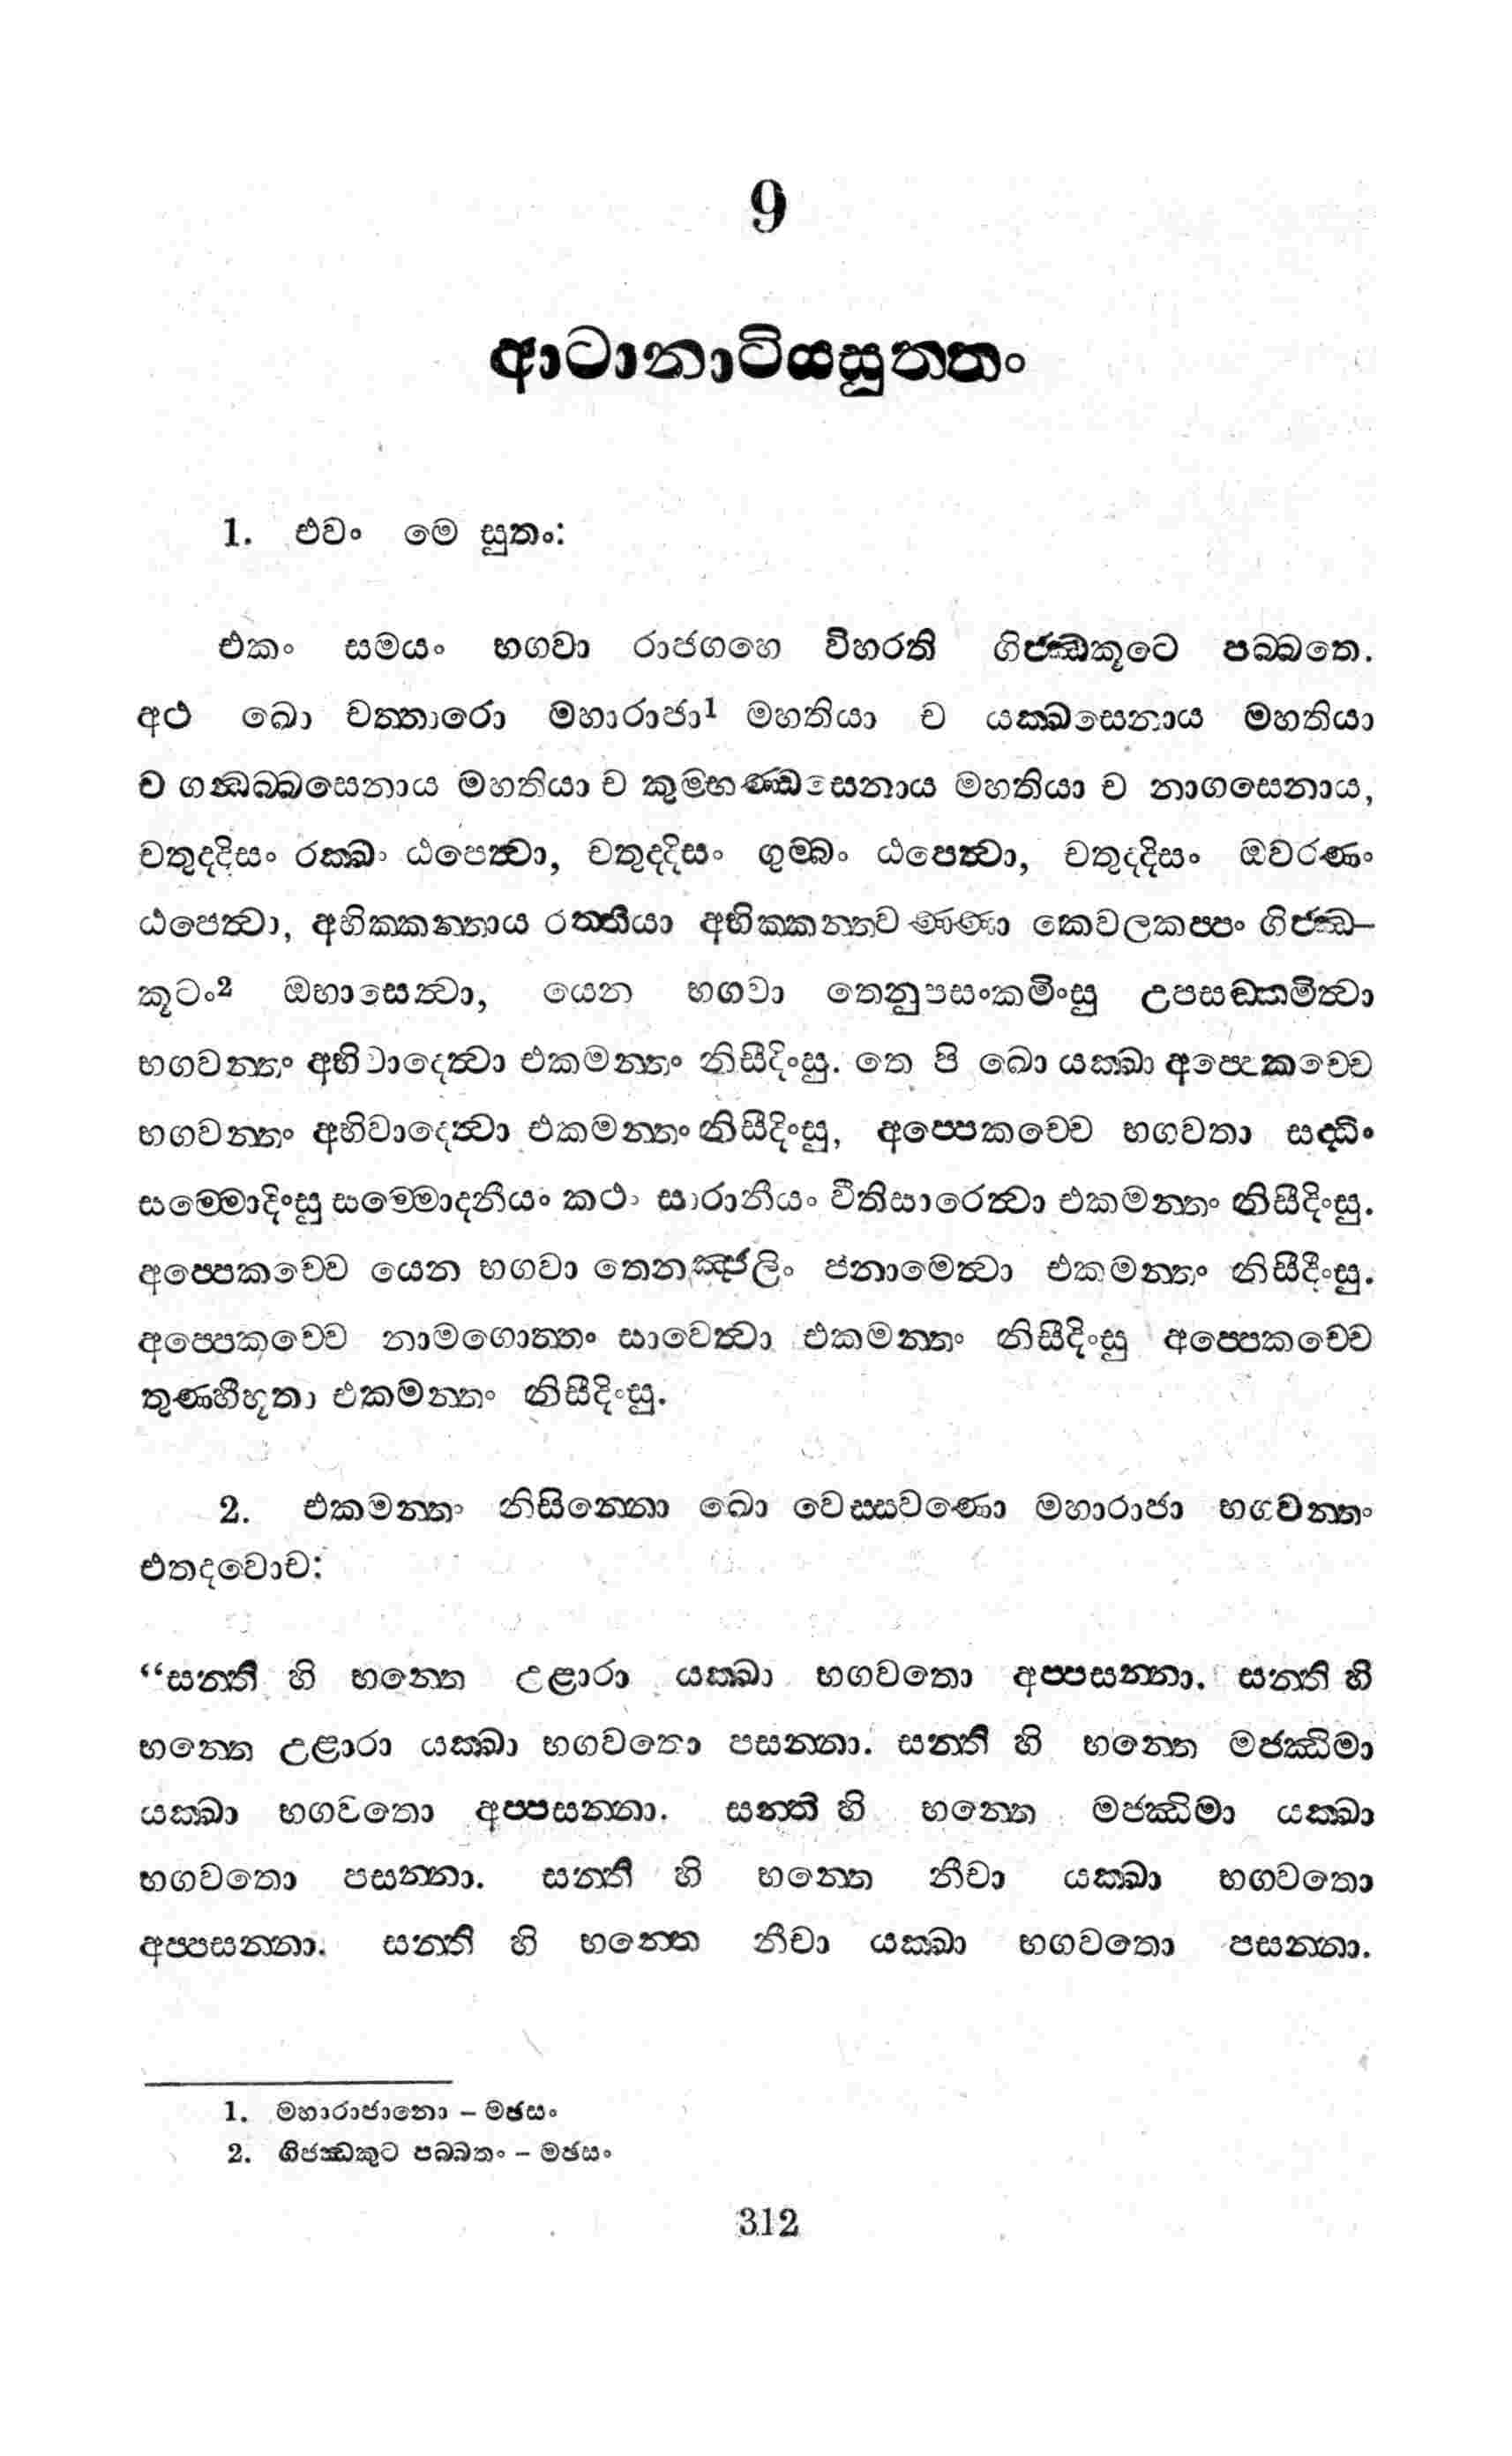 9
ආටානාටියසුත්තං
1. එවං මෙ සුතං:
එකං සමයං භගවා රාජගහෙ විහරති ගිජ්ඣකූටෙ පබ්බතෙ.
අථ ඛො චත්තාරො මහාරාජා1 මහතියා ච යක්ඛසෙනාය මහතියා
ච ගන්ධබ්බසෙනාය මහතියා ච කුම්භණ්ඩසෙනාය මහතියා ච නාගසෙනාය,
චතුද්දිසං රක්ඛං ඨපෙත්වා, චතුද්දිසං ගුම්බං ඨපෙත්වා, චතුද්දිසං ඔවරණං
ඨපෙත්වා, අභික්කන්තාය රත්තියා අභික්කන්තවණ්ණා කෙවලකප්පං ගිජ්ඣ–
කූටං2 ඔභාසෙත්වා, යෙන භගවා තෙනුපසංකමිංසු උපසඞ්කමිත්වා
භගවන්තං අභිවාදෙත්වා එකමන්තං නිසීදිංසු. තෙ පි ඛො යක්ඛා අප්පෙකච්චෙ
භගවන්තං අභිවාදෙත්වා එකමන්තං නිසීදිංසු, අප්පෙකච්චෙ භගවතා සද්ධිං
සම්මොදිංසු සම්මොදනීයං කථං සාරානීයං වීතිසාරෙත්වා එකමන්තං නිසීදිංසු.
අප්පෙකච්චෙ යෙන භගවා තෙනඤ්ජලිං ප්නාමෙත්වා එකමන්තං නිසීදිංසු.
අප්පෙකච්චෙ නාමගොත්තං සාවෙත්වා එකමන්තං නිසීදිංසු අප්පෙකච්චෙ
තුණ්හීභූතා එකමන්තං නිසීදිංසු.
2. එකමන්තං නිසින්නො ඛො වෙස්සවණො මහාරාජා භගවන්තං
එතදවොච:
“සන්ති හි භන්තෙ උළාරා යක්ඛා භගවතො අප්පසන්නා. සන්ති හි
භන්තෙ උළාරා යක්ඛා භගවතො පසන්නා. සන්ති හි භන්තෙ මජ්ඣිමා
යක්ඛා භගවතො අප්පසන්නා. සන්ති හි භන්තෙ මජ්ඣිමා යක්ඛා
භගවතො පසන්නා. සන්ති හි භන්තෙ නීචා යක්ඛා භගවතො
අප්පසන්නා. සන්ති හි භන්තෙ නීචා යක්ඛා භගවතො පසන්නා.
1. මහාරාජානො – මඡසං
2. ගිජ්ඣකුට පබ්බතං – මඡසං
312